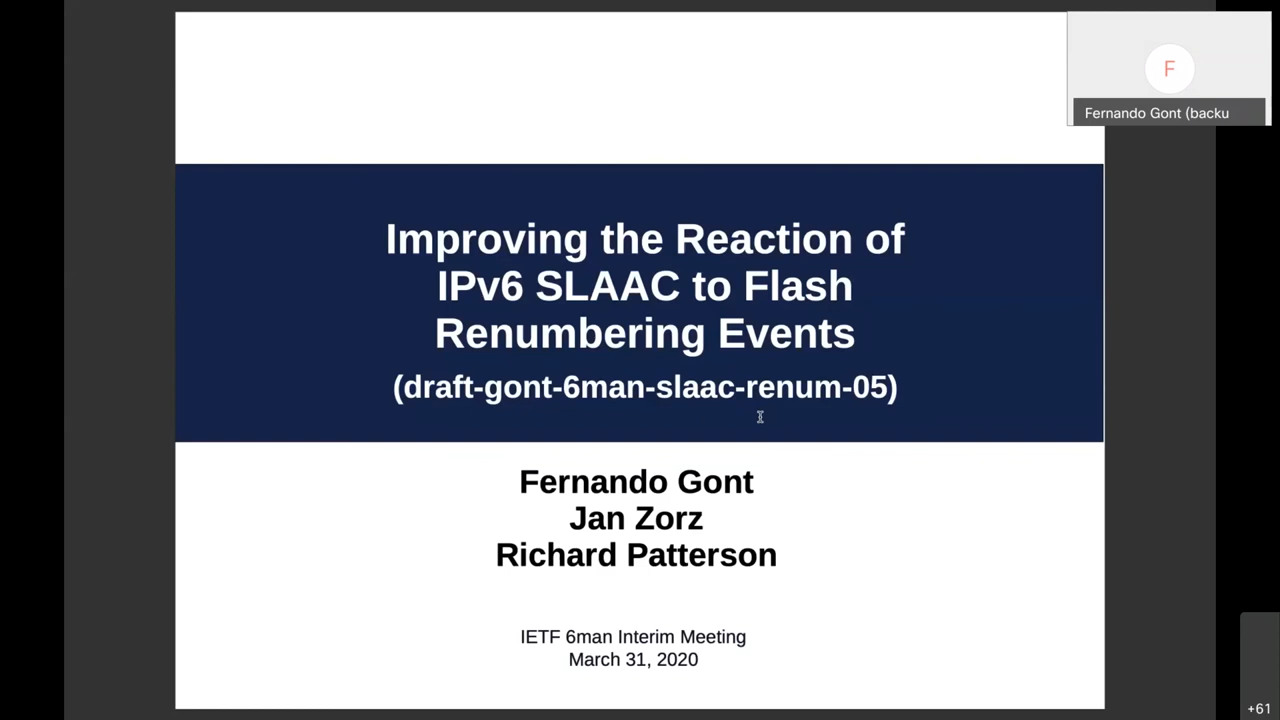 F
Fernando Gont (backu
Improving the Reaction of
IPv6 SLAAC to Flash
Renumbering Events
(draft-gont-6man-slaac-renum-05)
Fernando Gont
Jan Zorz
Richard Patterson
IETF 6man Interim Meeting
March 31, 2020
+61